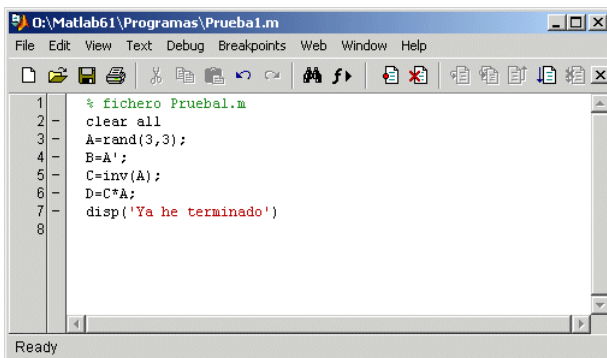 O:\Matlab61\Programas\Prueba1.m
File Edit View Text Debug Breakpoints Web Window Help
1 % fichero Prueba1.m
2 - clear all
3 - A=rand(3,3);
4 - B=A';
5 - C=inv(A);
6 - D=C*A;
7 - disp('Ya he terminado')
8
Ready